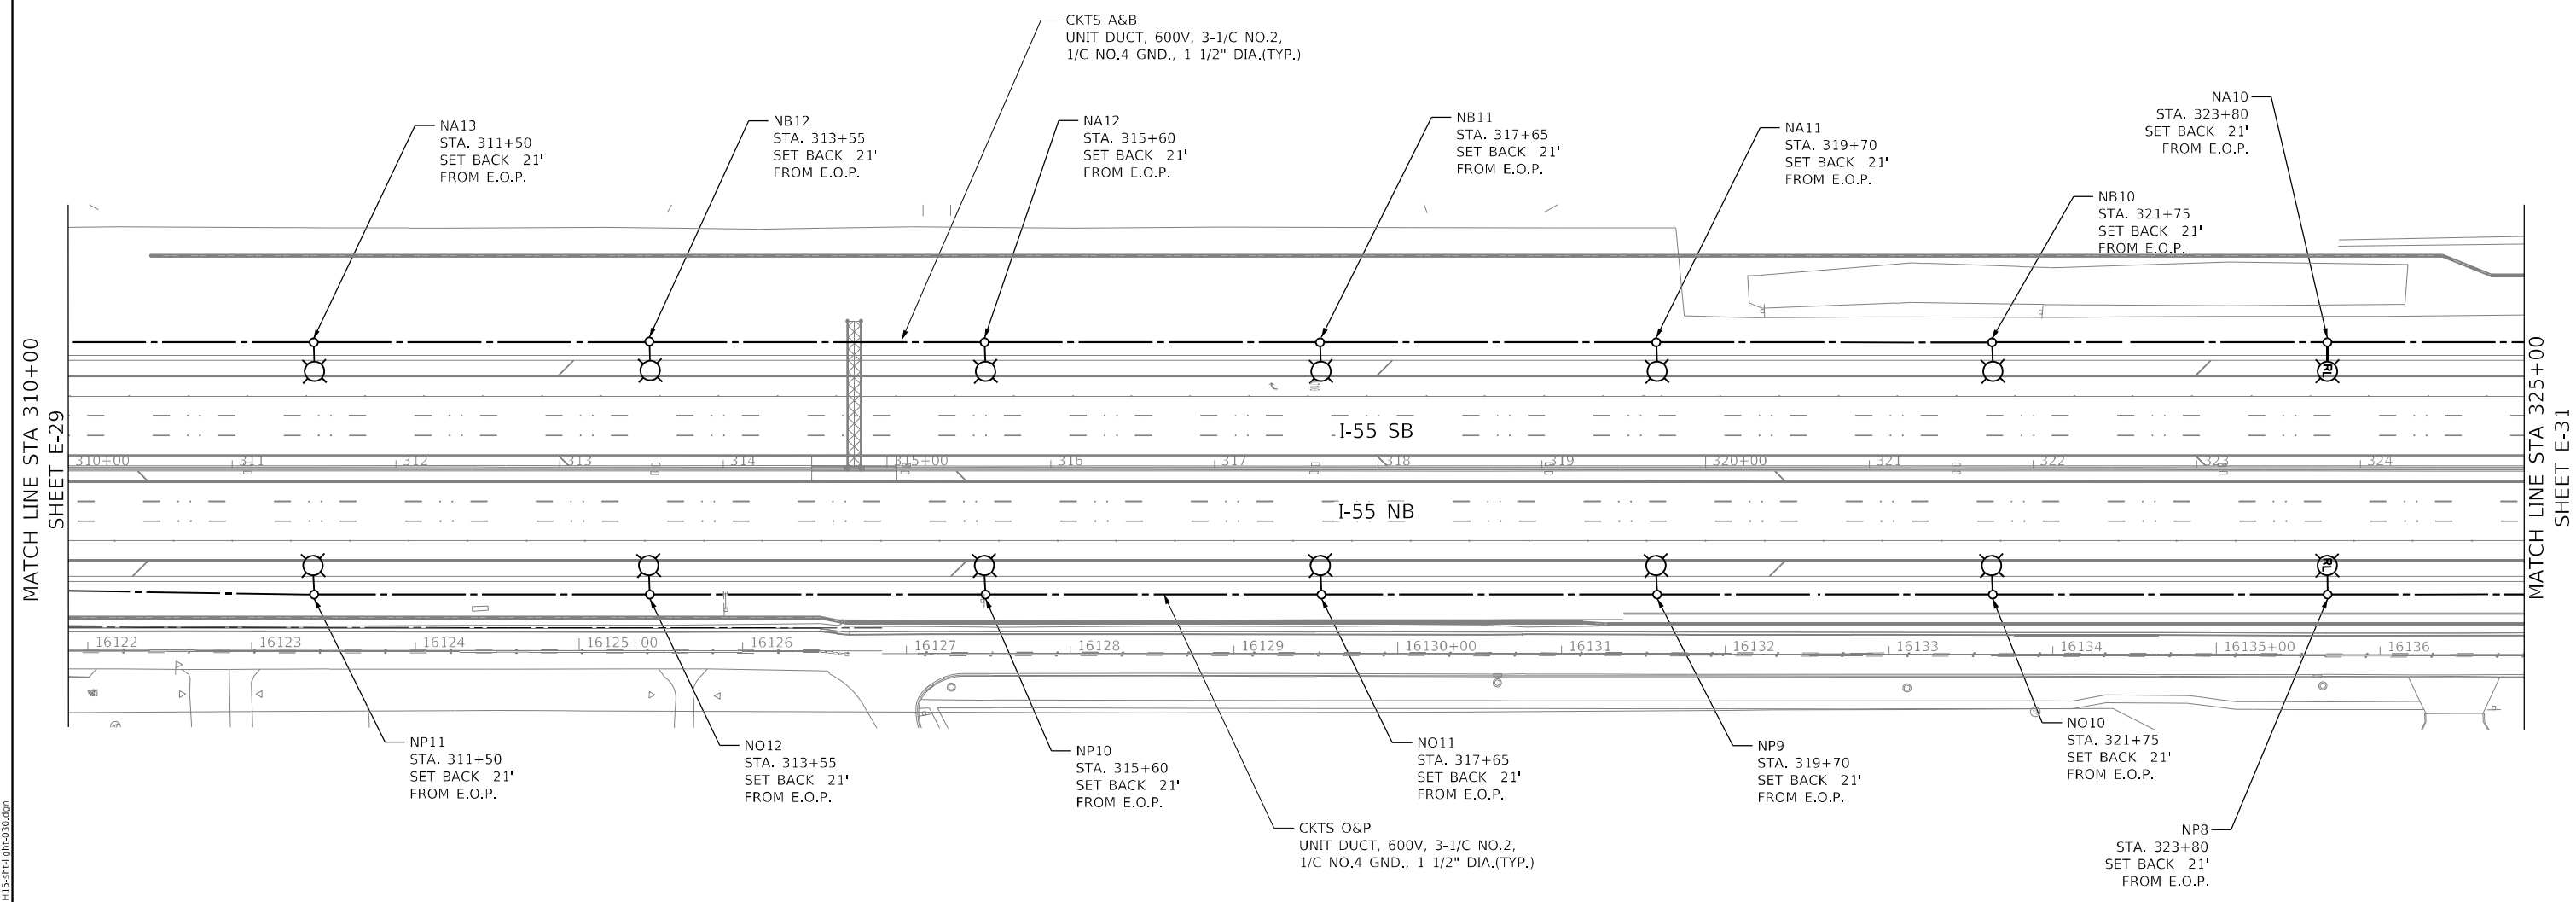 CKTS A&B
UNIT DUCT, 600V, 3-1/C NO.2,
1/C NO.4 GND., 1 1/2" DIA.(TYP.)
NA13
STA. 311+50
SET BACK 21'
FROM E.O.P.
NB12
STA. 313+55
SET BACK 21'
FROM E.O.P.
NA12
STA. 315+60
SET BACK 21'
FROM E.O.P.
NB11
STA. 317+65
SET BACK 21'
FROM E.O.P.
NA11
STA. 319+70
SET BACK 21'
FROM E.O.P.
NB10
STA. 321+75
SET BACK 21'
FROM E.O.P.
NA10
STA. 323+80
SET BACK 21'
FROM E.O.P.
MATCH LINE STA 310+00
SHEET E-29
MATCH LINE STA 325+00
SHEET E-31
RL
I-55 SB
310+00 311 312 313 314 315+00 316 317 318 319 320+00 321 322 323 324
I-55 NB
RL
16122 16123 16124 16125+00 16126 16127 16128 16129 16130+00 16131 16132 16133 16134 16135+00 16136
NP11
STA. 311+50
SET BACK 21'
FROM E.O.P.
NO12
STA. 313+55
SET BACK 21'
FROM E.O.P.
NP10
STA. 315+60
SET BACK 21'
FROM E.O.P.
NO11
STA. 317+65
SET BACK 21'
FROM E.O.P.
NP9
STA. 319+70
SET BACK 21'
FROM E.O.P.
NO10
STA. 321+75
SET BACK 21'
FROM E.O.P.
NP8
STA. 323+80
SET BACK 21'
FROM E.O.P.
CKTS O&P
UNIT DUCT, 600V, 3-1/C NO.2,
1/C NO.4 GND., 1 1/2" DIA.(TYP.)
H15-sht-light-030.dgn